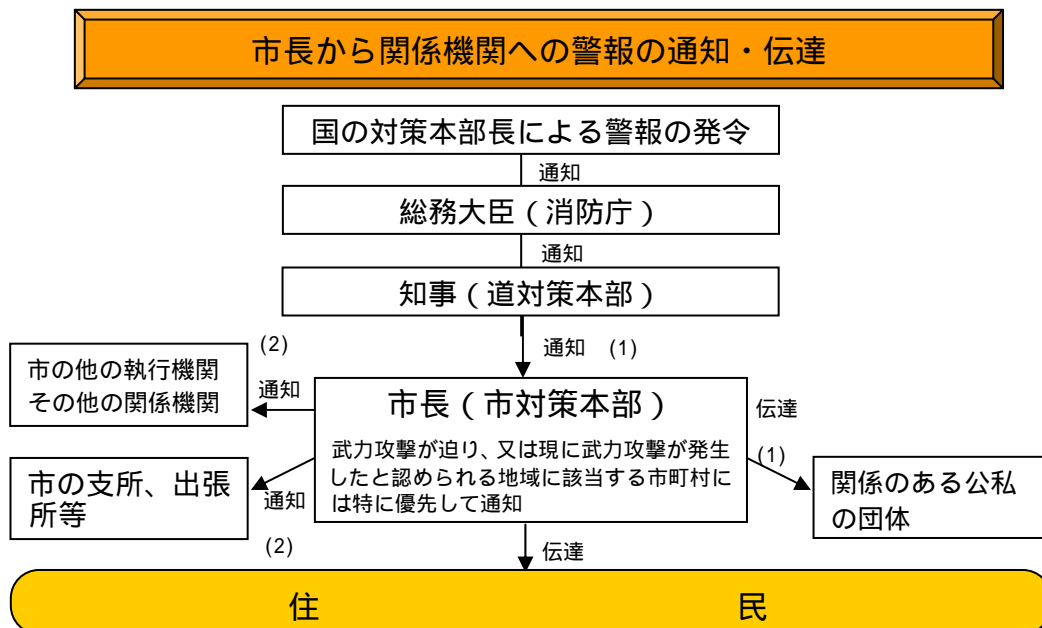 市長から関係機関への警報の通知・伝達
国の対策本部長による警報の発令
通知
総務大臣(消防庁)
通知
知事(道対策本部)
通知 (1)
(2)
市の他の執行機関
その他の関係機関
通知
市長(市対策本部)
武力攻撃が迫り、又は現に武力攻撃が発生
したと認められる地域に該当する市町村に
は特に優先して通知
伝達
(1)
関係のある公私
の団体
市の支所、出張
所等
通知
(2)
伝達
住 民